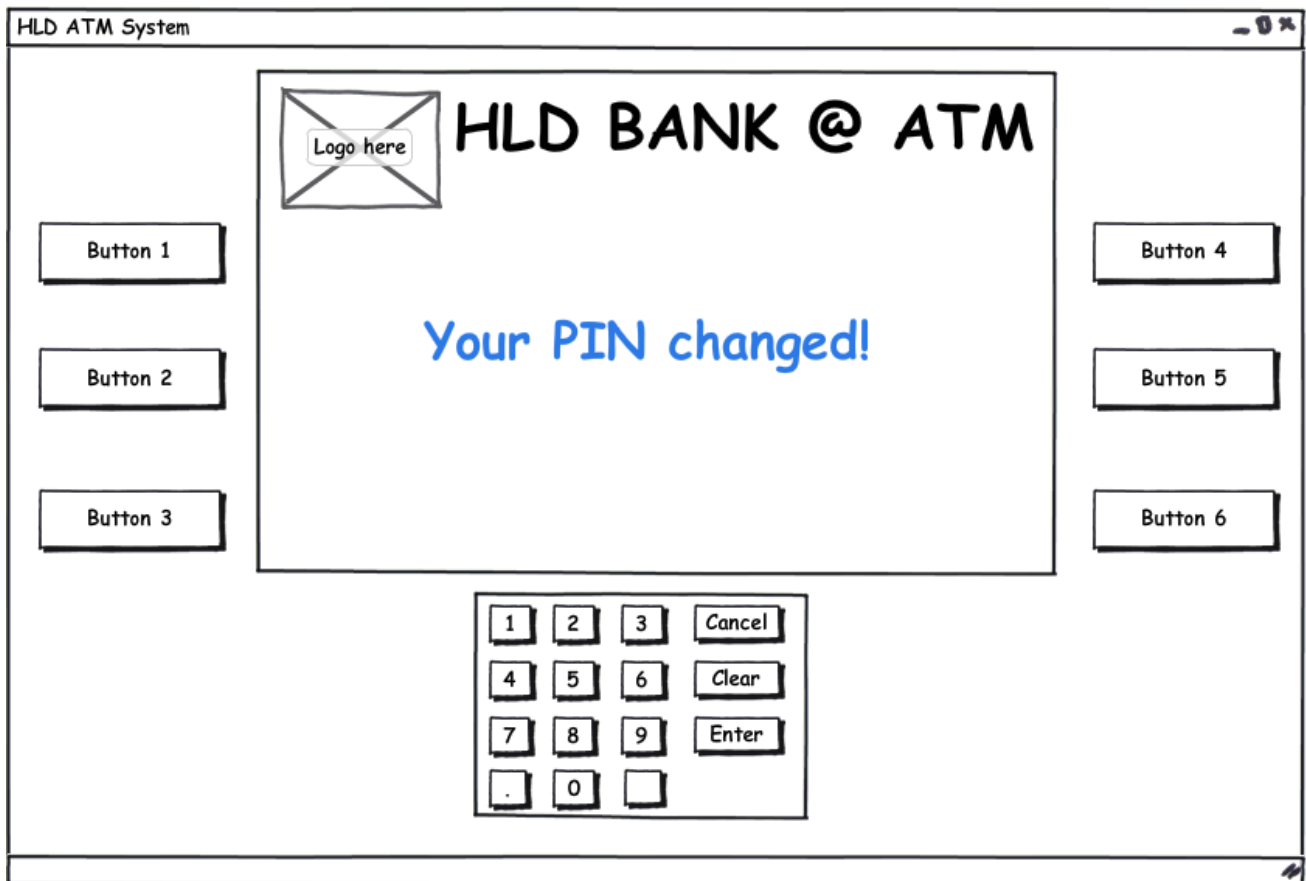 HLD ATM System
Logo here
HLD BANK @ ATM
Button 1
Button 4
Your PIN changed!
Button 2
Button 5
Button 3
Button 6
1 2 3 Cancel
4 5 6 Clear
7 8 9 Enter
. 0